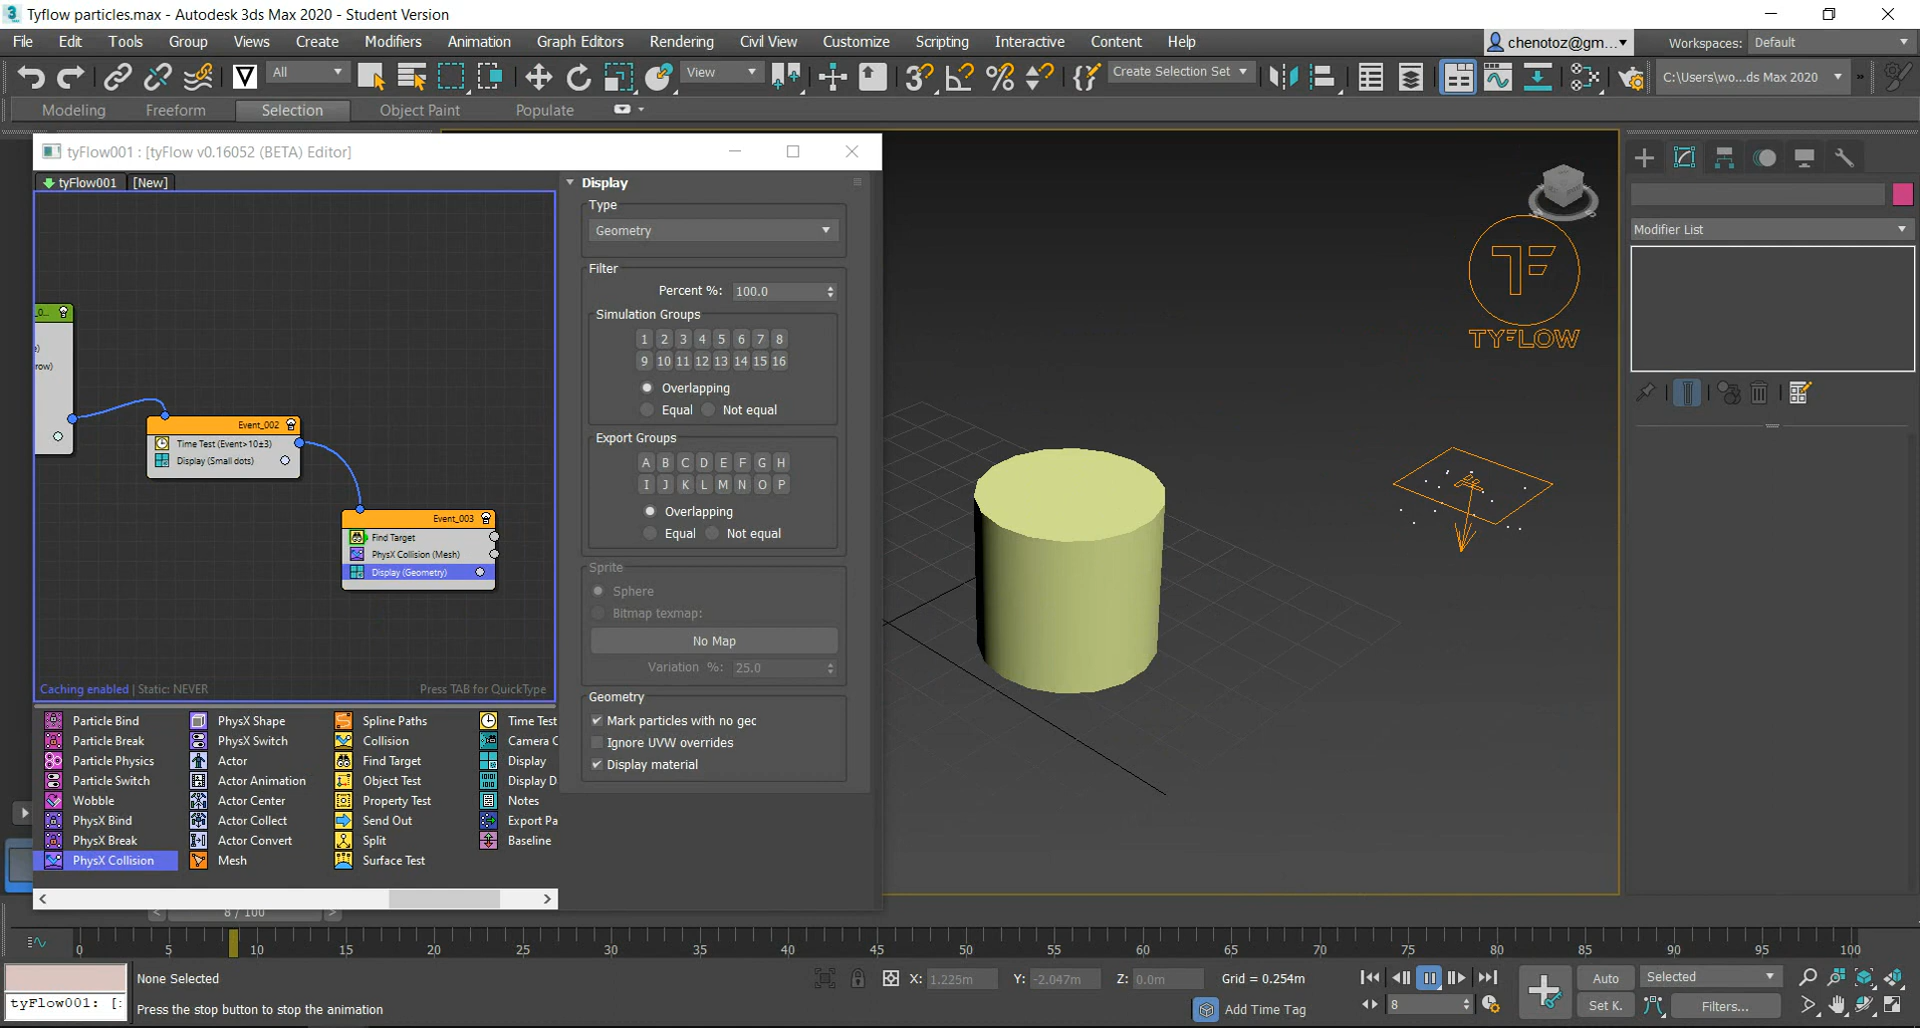 Tyflow particles.max - Autodesk 3ds Max 2020 - Student Version
File Edit Tools Group Views Create Modifiers Animation Graph Editors Rendering Civil View Customize Scripting Interactive Content Help
chenotoz@gm... Workspaces: Default
All View Create Selection Set C:\Users\wo...ds Max 2020
Modeling Freeform Selection Object Paint Populate
tyFlow001 : [tyFlow v0.16052 (BETA) Editor]
tyFlow001 [New]
Display
Type
Geometry
Filter
Percent %: 100.0
Simulation Groups
1 2 3 4 5 6 7 8
9 10 11 12 13 14 15 16
Overlapping
Equal Not equal
Export Groups
A B C D E F G H
I J K L M N O P
Overlapping
Equal Not equal
Sprite
Sphere
Bitmap texmap:
No Map
Variation %: 25.0
Geometry
Mark particles with no gec
Ignore UVW overrides
Display material
_0...
e)
row)
Event_002
Time Test (Event>10±3)
Display (Small dots)
Event_003
Find Target
PhysX Collision (Mesh)
Display (Geometry)
Caching enabled | Static: NEVER Press TAB for QuickType
Particle Bind PhysX Shape Spline Paths Time Test
Particle Break PhysX Switch Collision Camera C
Particle Physics Actor Find Target Display
Particle Switch Actor Animation Object Test Display D
Wobble Actor Center Property Test Notes
PhysX Bind Actor Collect Send Out Export Pa
PhysX Break Actor Convert Split Baseline
PhysX Collision Mesh Surface Test
TF
TYFLOW
Modifier List
8 / 100
0 5 10 15 20 25 30 35 40 45 50 55 60 65 70 75 80 85 90 95 100
None Selected X: 1.225m Y: -2.047m Z: 0.0m Grid = 0.254m Auto Selected
tyFlow001: [: Press the stop button to stop the animation Add Time Tag 8 Set K. Filters...